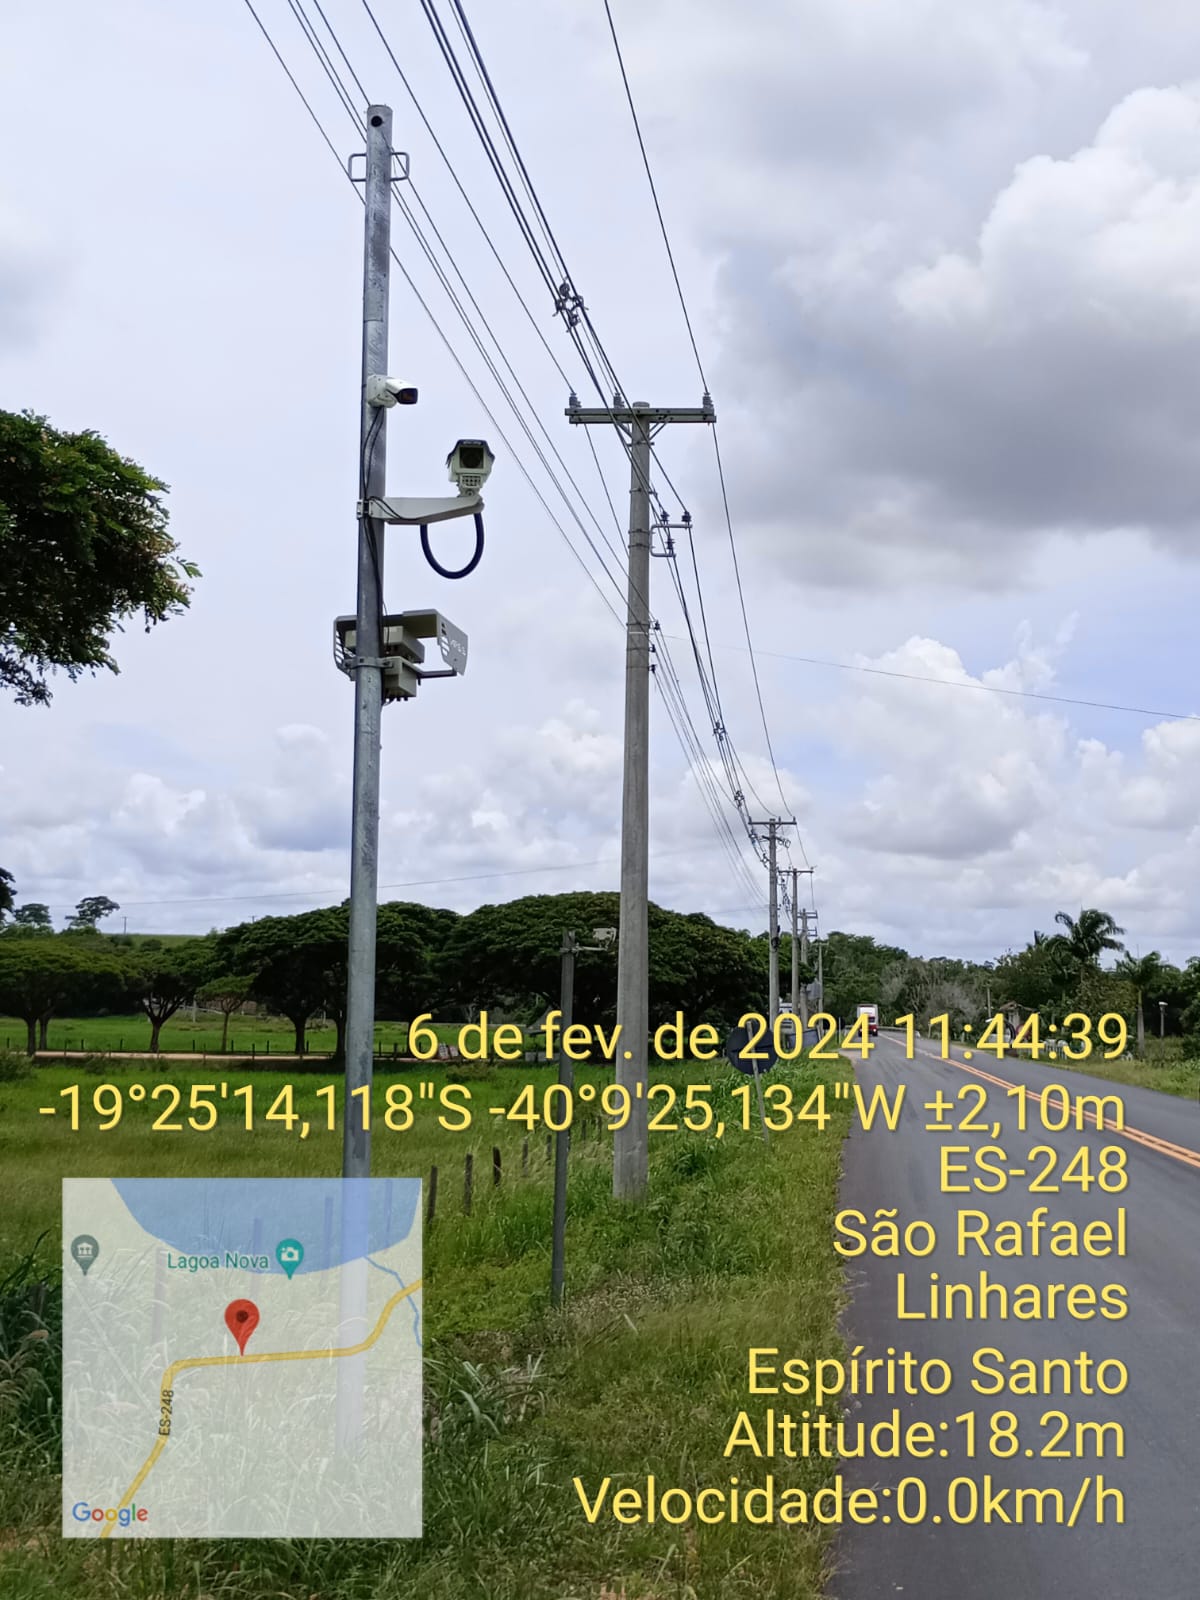 6 de fev. de 2024 11:44:39
-19°25'14,118"S -40°9'25,134"W ±2,10m
ES-248
São Rafael
Linhares
Espírito Santo
Altitude:18.2m
Velocidade:0.0km/h
Lagoa Nova
ES-248
Google